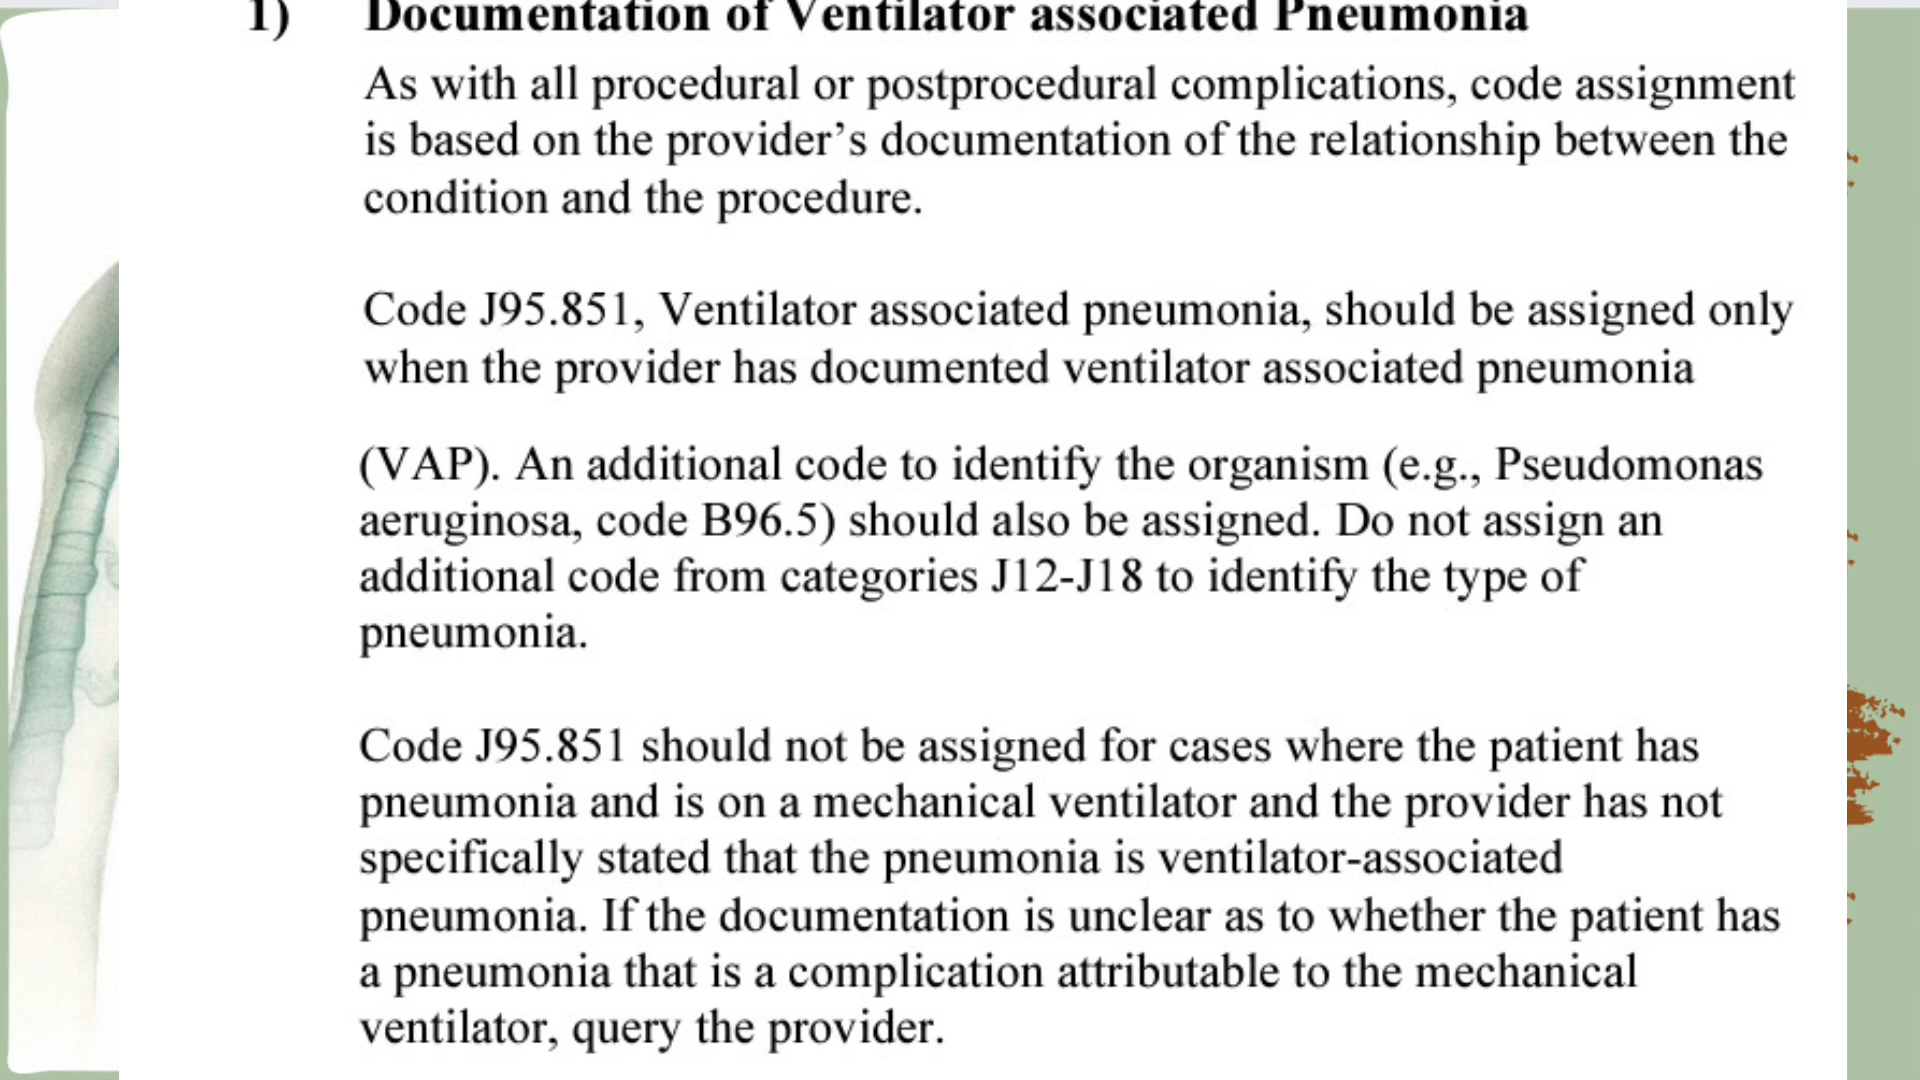 1) Documentation of Ventilator associated Pneumonia
As with all procedural or postprocedural complications, code assignment
is based on the provider’s documentation of the relationship between the
condition and the procedure.
Code J95.851, Ventilator associated pneumonia, should be assigned only
when the provider has documented ventilator associated pneumonia
(VAP). An additional code to identify the organism (e.g., Pseudomonas
aeruginosa, code B96.5) should also be assigned. Do not assign an
additional code from categories J12-J18 to identify the type of
pneumonia.
Code J95.851 should not be assigned for cases where the patient has
pneumonia and is on a mechanical ventilator and the provider has not
specifically stated that the pneumonia is ventilator-associated
pneumonia. If the documentation is unclear as to whether the patient has
a pneumonia that is a complication attributable to the mechanical
ventilator, query the provider.